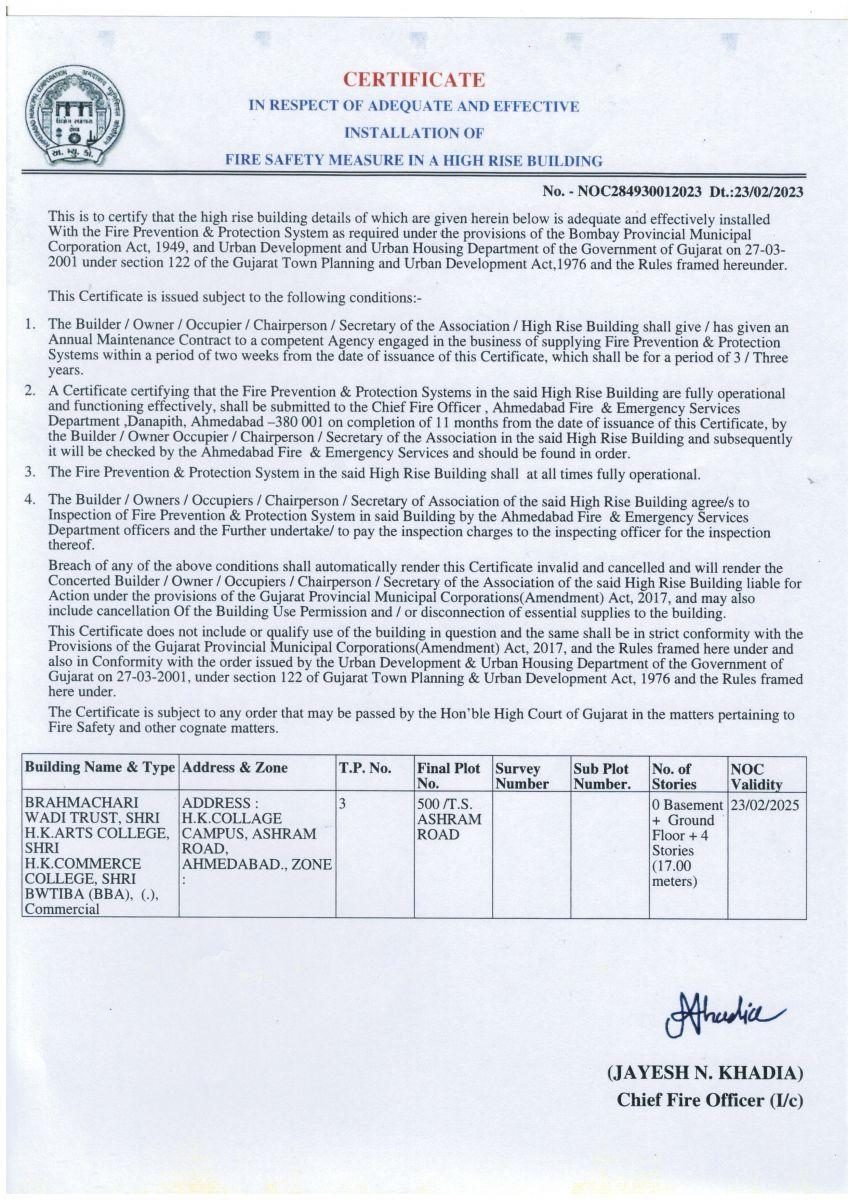 CERTIFICATE
IN RESPECT OF ADEQUATE AND EFFECTIVE
INSTALLATION OF
FIRE SAFETY MEASURE IN A HIGH RISE BUILDING
No. - NOC284930012023 Dt.:23/02/2023
This is to certify that the high rise building details of which are given herein below is adequate and effectively installed
With the Fire Prevention & Protection System as required under the provisions of the Bombay Provincial Municipal
Corporation Act, 1949, and Urban Development and Urban Housing Department of the Government of Gujarat on 27-03-
2001 under section 122 of the Gujarat Town Planning and Urban Development Act,1976 and the Rules framed hereunder.
This Certificate is issued subject to the following conditions:-
1. The Builder / Owner / Occupier / Chairperson / Secretary of the Association / High Rise Building shall give / has given an
Annual Maintenance Contract to a competent Agency engaged in the business of supplying Fire Prevention & Protection
Systems within a period of two weeks from the date of issuance of this Certificate, which shall be for a period of 3 / Three
years.
2. A Certificate certifying that the Fire Prevention & Protection Systems in the said High Rise Building are fully operational
and functioning effectively, shall be submitted to the Chief Fire Officer , Ahmedabad Fire & Emergency Services
Department ,Danapith, Ahmedabad –380 001 on completion of 11 months from the date of issuance of this Certificate, by
the Builder / Owner Occupier / Chairperson / Secretary of the Association in the said High Rise Building and subsequently
it will be checked by the Ahmedabad Fire & Emergency Services and should be found in order.
3. The Fire Prevention & Protection System in the said High Rise Building shall at all times fully operational.
4. The Builder / Owners / Occupiers / Chairperson / Secretary of Association of the said High Rise Building agree/s to
Inspection of Fire Prevention & Protection System in said Building by the Ahmedabad Fire & Emergency Services
Department officers and the Further undertake/ to pay the inspection charges to the inspecting officer for the inspection
thereof.
Breach of any of the above conditions shall automatically render this Certificate invalid and cancelled and will render the
Concerted Builder / Owner / Occupiers / Chairperson / Secretary of the Association of the said High Rise Building liable for
Action under the provisions of the Gujarat Provincial Municipal Corporations(Amendment) Act, 2017, and may also
include cancellation Of the Building Use Permission and / or disconnection of essential supplies to the building.
This Certificate does not include or qualify use of the building in question and the same shall be in strict conformity with the
Provisions of the Gujarat Provincial Municipal Corporations(Amendment) Act, 2017, and the Rules framed here under and
also in Conformity with the order issued by the Urban Development & Urban Housing Department of the Government of
Gujarat on 27-03-2001, under section 122 of Gujarat Town Planning & Urban Development Act, 1976 and the Rules framed
here under.
The Certificate is subject to any order that may be passed by the Hon'ble High Court of Gujarat in the matters pertaining to
Fire Safety and other cognate matters.
Building Name & Type Address & Zone T.P. No. Final Plot No. Survey Number Sub Plot Number. No. of Stories NOC Validity
BRAHMACHARI ADDRESS : 3 500 /T.S. 0 Basement 23/02/2025
WADI TRUST, SHRI H.K.COLLAGE ASHRAM + Ground
H.K.ARTS COLLEGE, CAMPUS, ASHRAM ROAD Floor + 4
SHRI ROAD, Stories
H.K.COMMERCE AHMEDABAD., ZONE (17.00
COLLEGE, SHRI : meters)
BWTIBA (BBA), (.),
Commercial
(JAYESH N. KHADIA)
Chief Fire Officer (I/c)